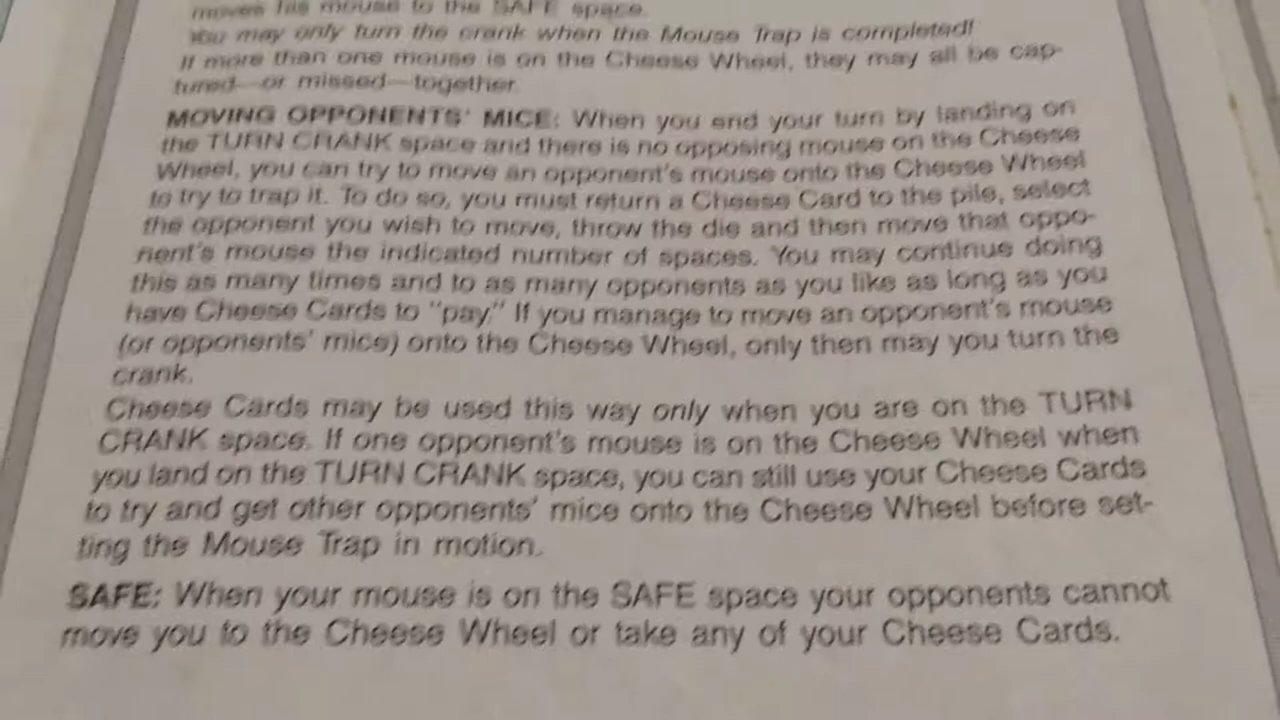 moves his mouse to the SAFE space.
You may only turn the crank when the Mouse Trap is completed!
If more than one mouse is on the Cheese Wheel, they may all be cap-
tured—or missed—together.
MOVING OPPONENTS' MICE: When you end your turn by landing on
the TURN CRANK space and there is no opposing mouse on the Cheese
Wheel, you can try to move an opponent's mouse onto the Cheese Wheel
to try to trap it. To do so, you must return a Cheese Card to the pile, select
the opponent you wish to move, throw the die and then move that oppo-
nent's mouse the indicated number of spaces. You may continue doing
this as many times and to as many opponents as you like as long as you
have Cheese Cards to "pay." If you manage to move an opponent's mouse
(or opponents' mice) onto the Cheese Wheel, only then may you turn the
crank.
Cheese Cards may be used this way only when you are on the TURN
CRANK space. If one opponent's mouse is on the Cheese Wheel when
you land on the TURN CRANK space, you can still use your Cheese Cards
to try and get other opponents' mice onto the Cheese Wheel before set-
ting the Mouse Trap in motion.
SAFE: When your mouse is on the SAFE space your opponents cannot
move you to the Cheese Wheel or take any of your Cheese Cards.